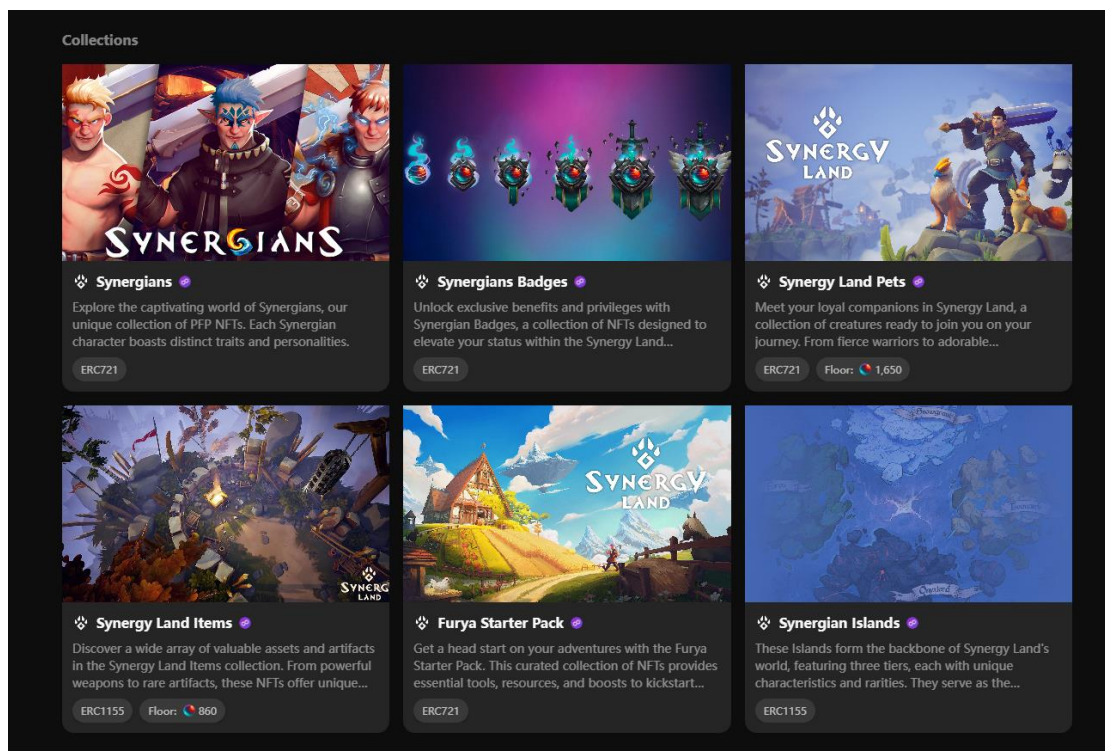 Collections
SYNERGIANS
Synergians
Explore the captivating world of Synergians, our
unique collection of PFP NFTs. Each Synergian
character boasts distinct traits and personalities.
ERC721
Synergians Badges
Unlock exclusive benefits and privileges with
Synergian Badges, a collection of NFTs designed to
elevate your status within the Synergy Land...
ERC721
SYNERGY
LAND
Synergy Land Pets
Meet your loyal companions in Synergy Land, a
collection of creatures ready to join you on your
journey. From fierce warriors to adorable...
ERC721 Floor: 1,650
SYNERG
LAND
Synergy Land Items
Discover a wide array of valuable assets and artifacts
in the Synergy Land Items collection. From powerful
weapons to rare artifacts, these NFTs offer unique...
ERC1155 Floor: 860
SYNERGY
LAND
Furya Starter Pack
Get a head start on your adventures with the Furya
Starter Pack. This curated collection of NFTs provides
essential tools, resources, and boosts to kickstart...
ERC721
Synergian Islands
These Islands form the backbone of Synergy Land's
world, featuring three tiers, each with unique
characteristics and rarities. They serve as the...
ERC1155